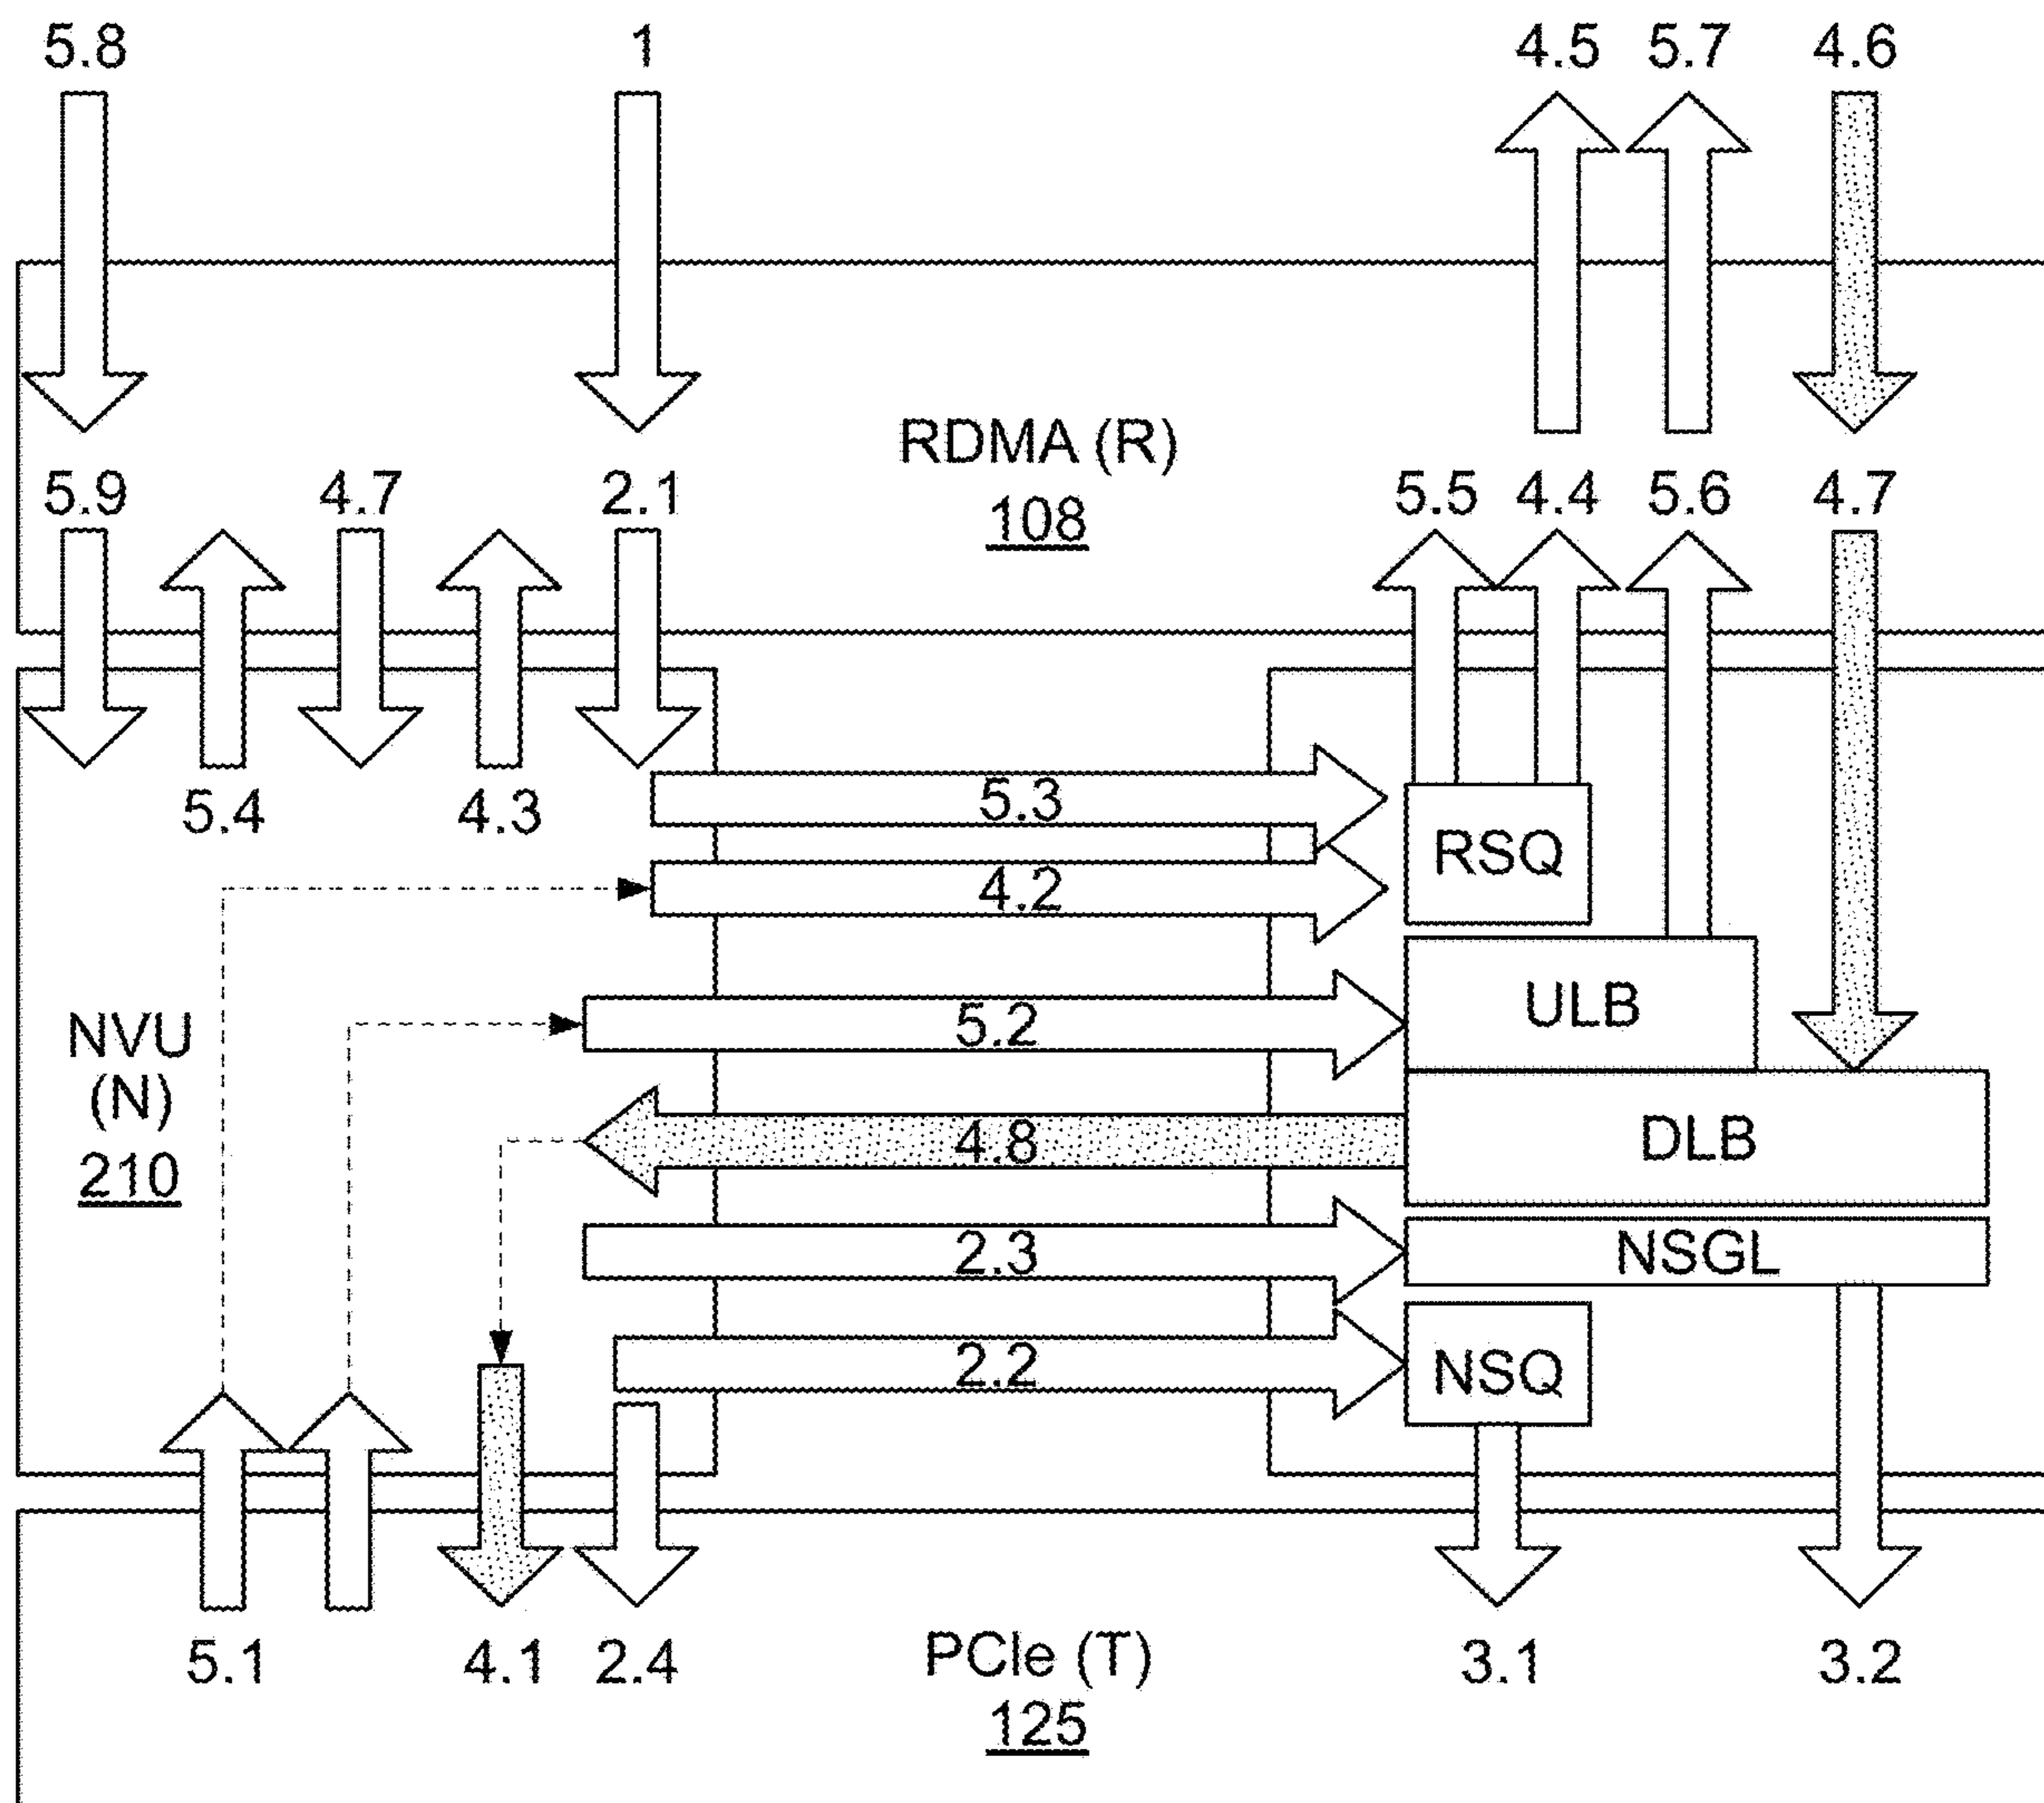 5.8 1 4.5 5.7 4.6
RDMA (R)
108
5.9 4.7 2.1 5.5 4.4 5.6 4.7
5.4 4.3
5.3
RSQ
4.2
NVU
(N)
210
ULB
5.2
DLB
4.8
NSGL
2.3
NSQ
2.2
5.1 4.1 2.4
PCIe (T)
125
3.1 3.2